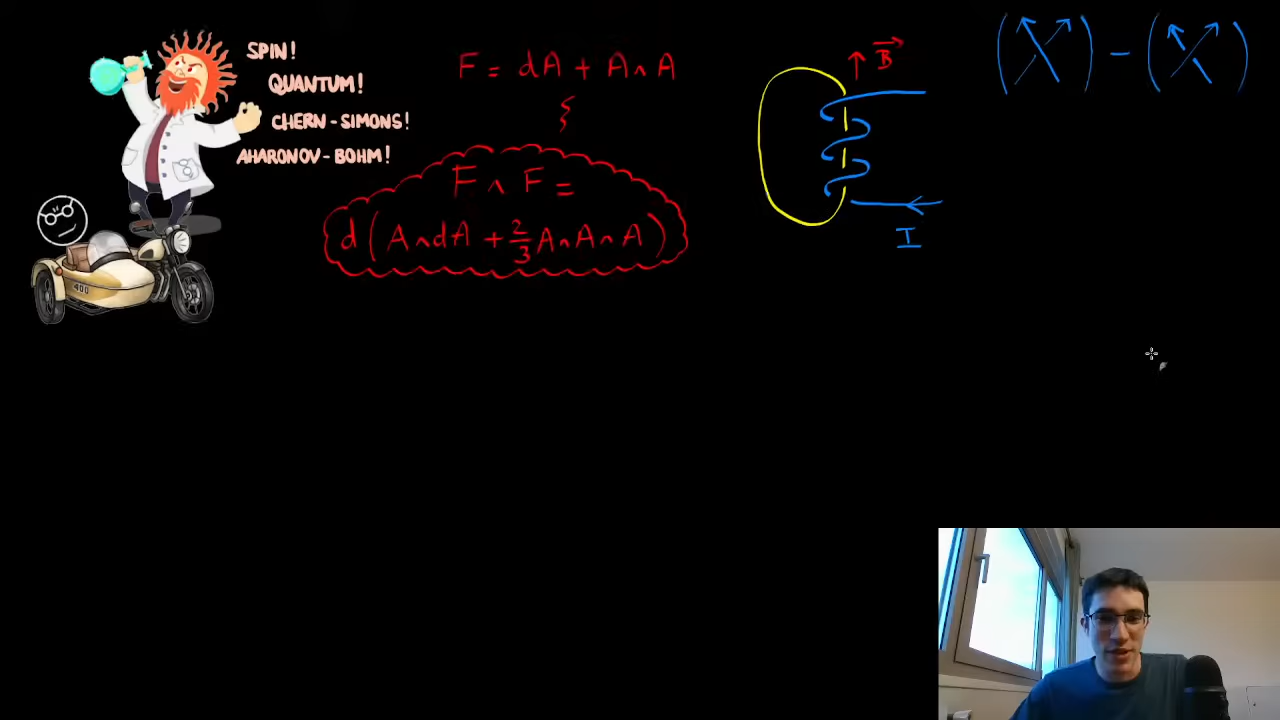 SPIN!
QUANTUM!
CHERN-SIMONS!
AHARONOV-BOHM!
400
F = dA + A∧A
F∧F =
d(A∧dA + 2/3 A∧A∧A)
B
I
( ) − ( )